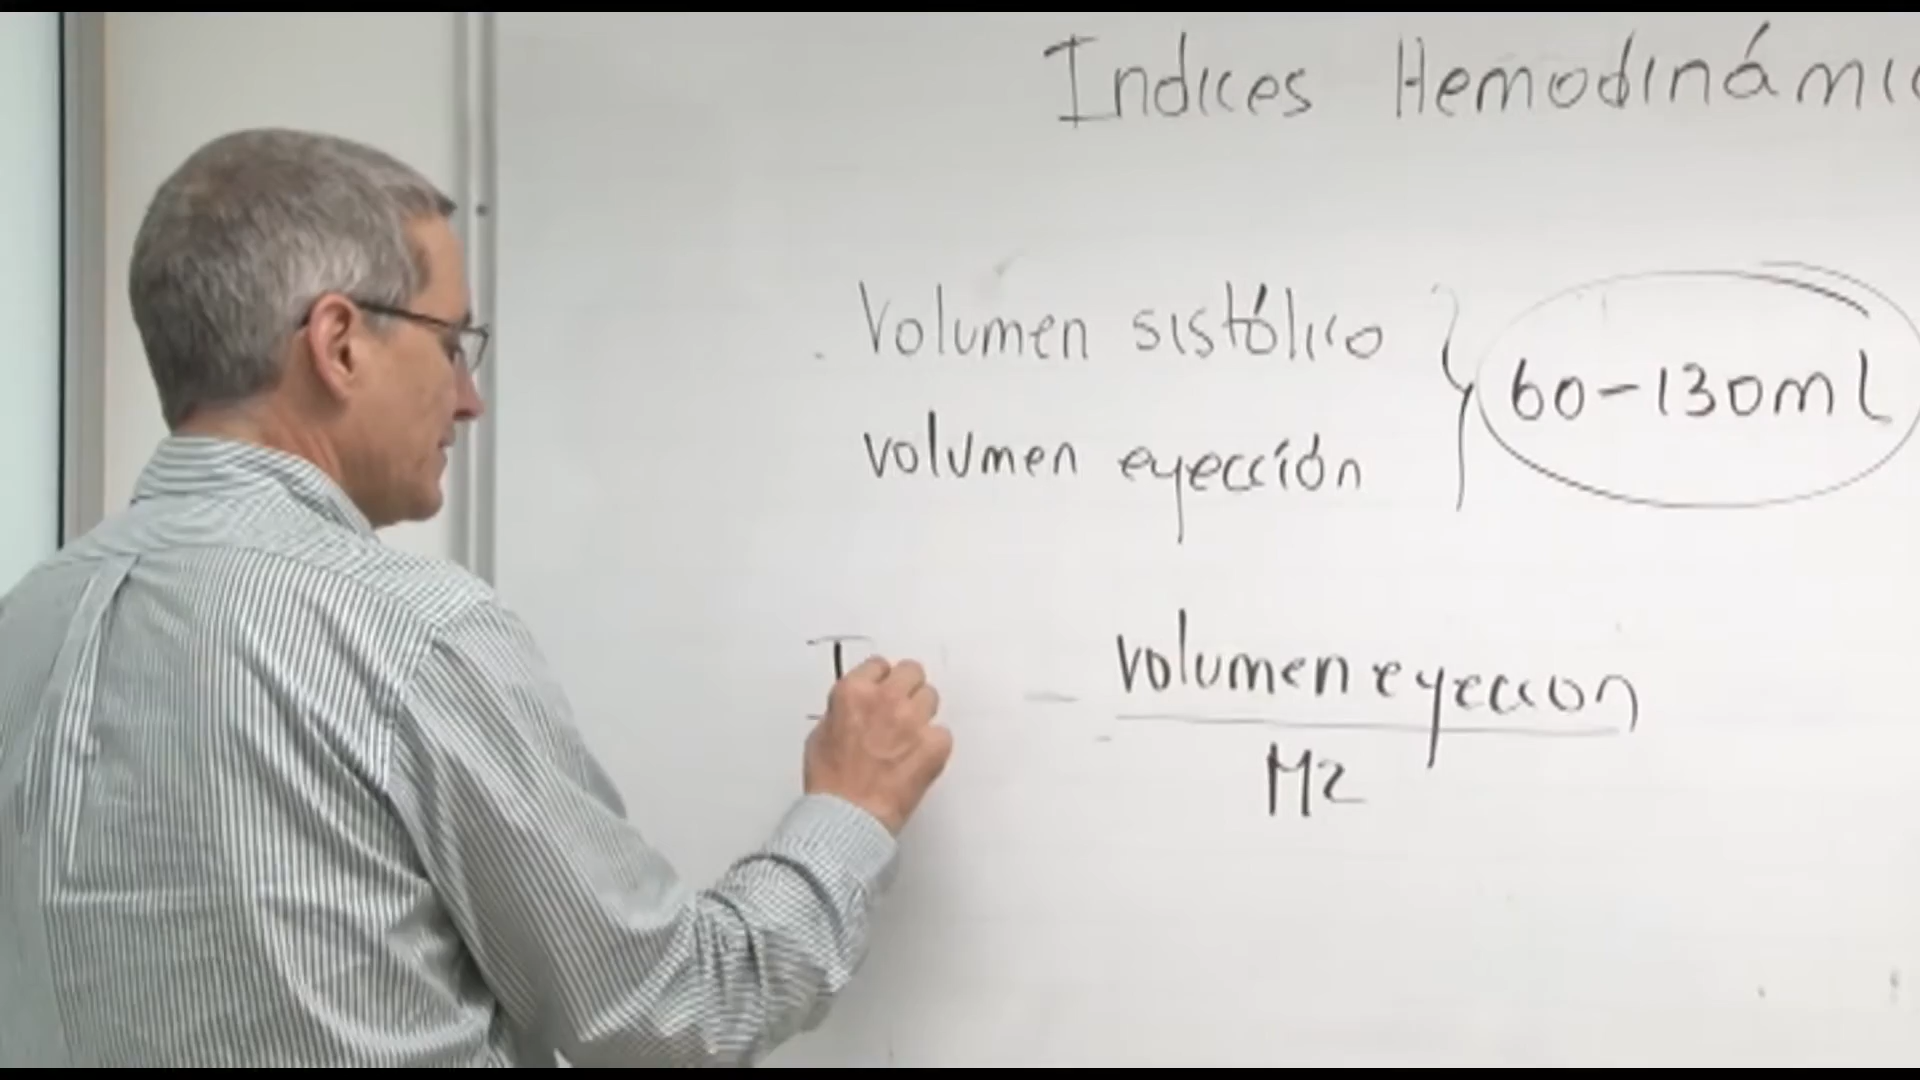 Indices Hemodinámic
Volumen sistólico
volumen eyección
60-130ml
I
volumen eyeccion
M2